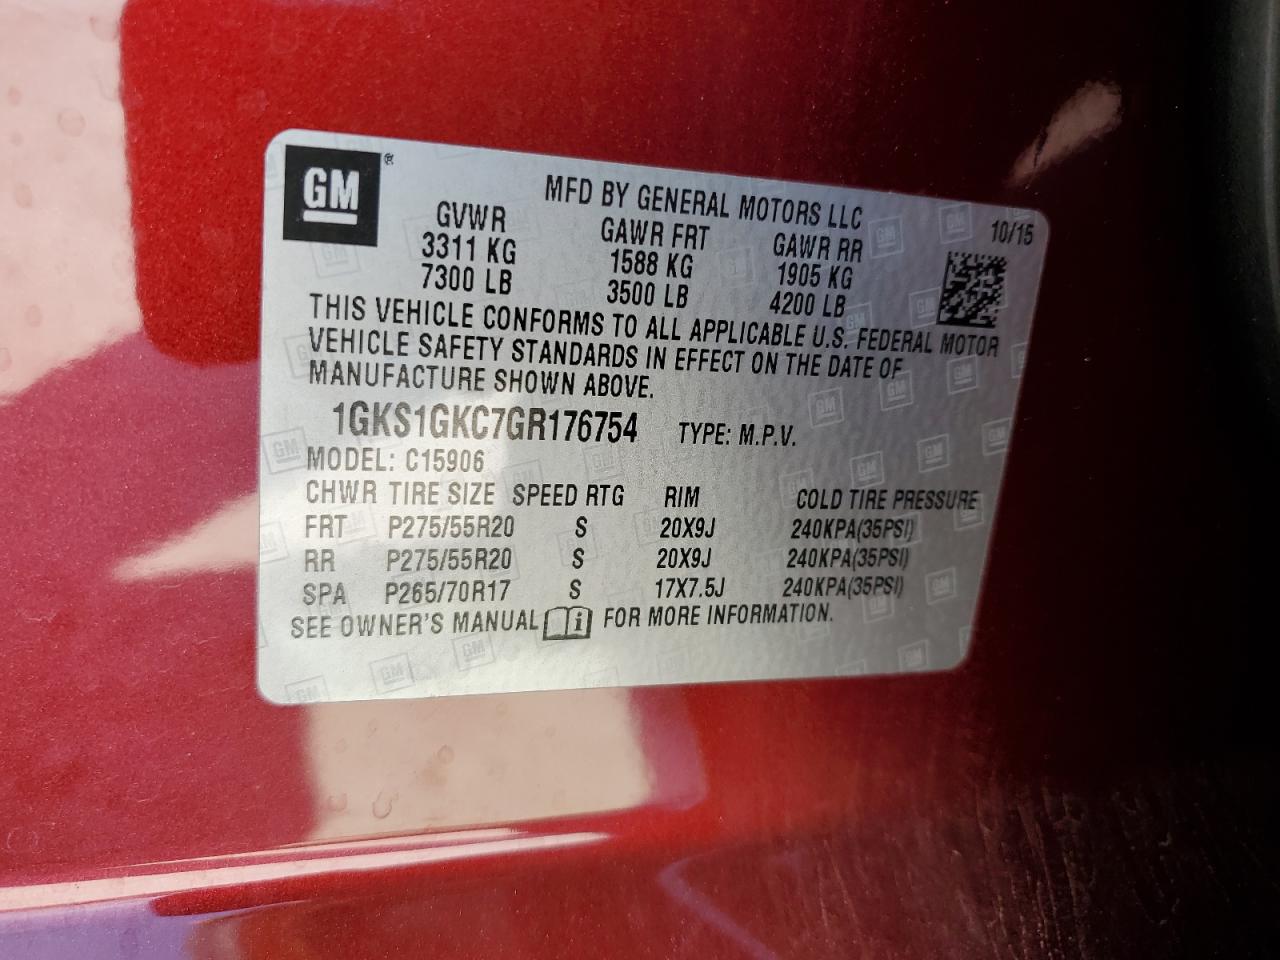 GM®
MFD BY GENERAL MOTORS LLC
10/15
GVWR GAWR FRT GAWR RR
3311 KG 1588 KG 1905 KG
7300 LB 3500 LB 4200 LB
THIS VEHICLE CONFORMS TO ALL APPLICABLE U.S. FEDERAL MOTOR
VEHICLE SAFETY STANDARDS IN EFFECT ON THE DATE OF
MANUFACTURE SHOWN ABOVE.
1GKS1GKC7GR176754 TYPE: M.P.V.
MODEL: C15906
CHWR TIRE SIZE SPEED RTG RIM COLD TIRE PRESSURE
FRT P275/55R20 S 20X9J 240KPA(35PSI)
RR P275/55R20 S 20X9J 240KPA(35PSI)
SPA P265/70R17 S 17X7.5J 240KPA(35PSI)
SEE OWNER'S MANUAL i FOR MORE INFORMATION.